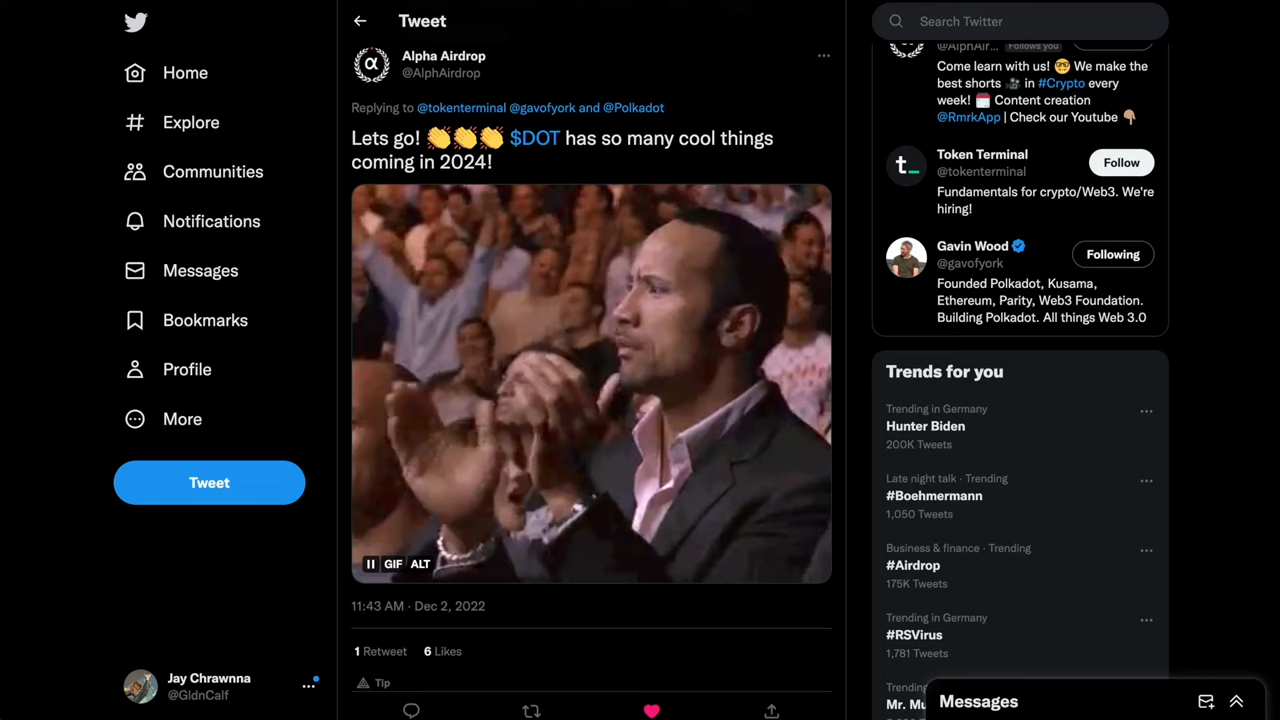 Home
Explore
Communities
Notifications
Messages
Bookmarks
Profile
More
Tweet
Jay Chrawnna
@GldnCalf
Tweet
Alpha Airdrop
@AlphAirdrop
Replying to @tokenterminal @gavofyork and @Polkadot
Lets go! 👏👏👏 $DOT has so many cool things
coming in 2024!
GIF ALT
11:43 AM · Dec 2, 2022
1 Retweet 6 Likes
Tip
Search Twitter
@AlphAir... Follows you
Come learn with us! 🤓 We make the
best shorts 🎥 in #Crypto every
week! 🗓️ Content creation
@RmrkApp | Check our Youtube 👇🏽
Token Terminal
@tokenterminal
Follow
Fundamentals for crypto/Web3. We're
hiring!
Gavin Wood
@gavofyork
Following
Founded Polkadot, Kusama,
Ethereum, Parity, Web3 Foundation.
Building Polkadot. All things Web 3.0
Trends for you
Trending in Germany
Hunter Biden
200K Tweets
Late night talk · Trending
#Boehmermann
1,050 Tweets
Business & finance · Trending
#Airdrop
175K Tweets
Trending in Germany
#RSVirus
1,781 Tweets
Trending
Mr. Mu
Messages